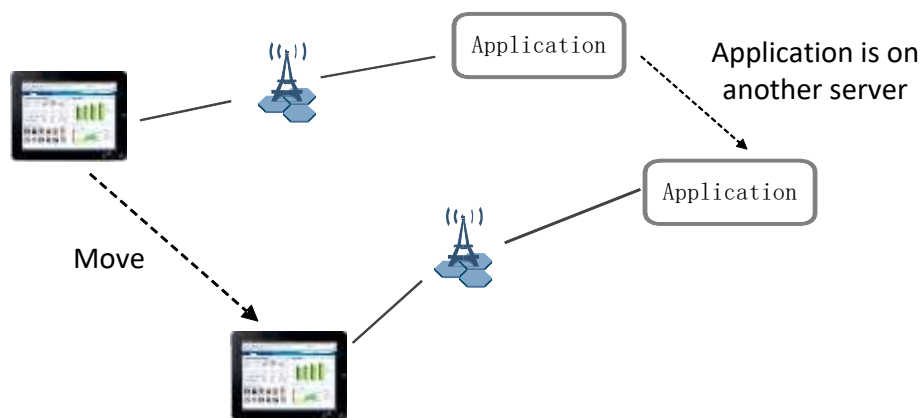 Application
Application is on
another server
Application
Move